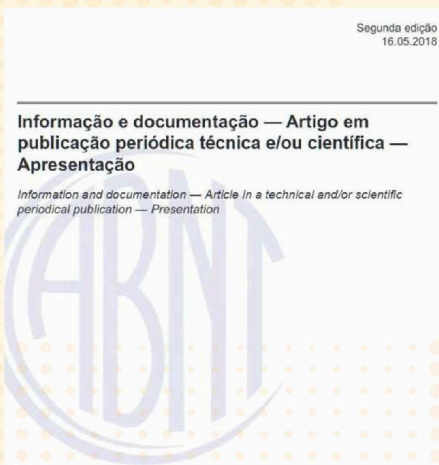 Segunda edição
16.05.2018
Informação e documentação — Artigo em
publicação periódica técnica e/ou científica —
Apresentação
Information and documentation — Article in a technical and/or scientific
periodical publication — Presentation
ABNT